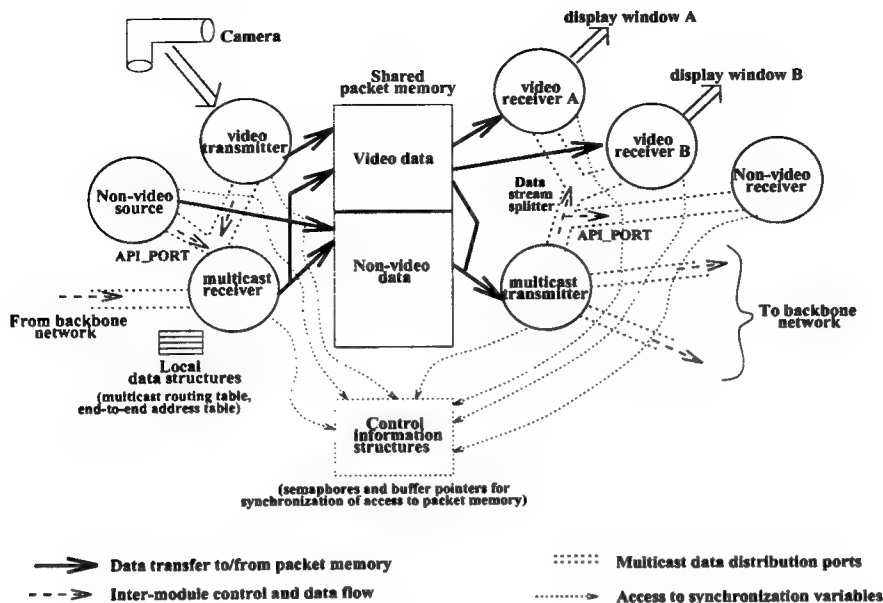 Camera
display window A
display window B
Shared
packet memory
video
transmitter
video
receiver A
video
receiver B
Non-video
receiver
Video data
Non-video
source
Data
stream
splitter
API_PORT
API_PORT
Non-video
data
multicast
receiver
multicast
transmitter
From backbone
network
To backbone
network
Local
data structures
(multicast routing table,
end-to-end address table)
Control
information
structures
(semaphores and buffer pointers for
synchronization of access to packet memory)
Data transfer to/from packet memory
Multicast data distribution ports
Inter-module control and data flow
Access to synchronization variables